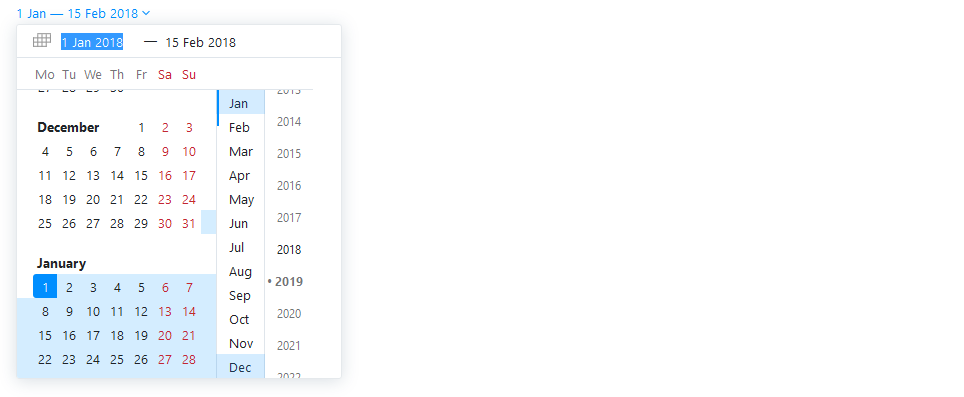 1 Jan — 15 Feb 2018
1 Jan 2018 — 15 Feb 2018
Mo Tu We Th Fr Sa Su
27 28 29 30
December 1 2 3
4 5 6 7 8 9 10
11 12 13 14 15 16 17
18 19 20 21 22 23 24
25 26 27 28 29 30 31
January
1 2 3 4 5 6 7
8 9 10 11 12 13 14
15 16 17 18 19 20 21
22 23 24 25 26 27 28
Jan
Feb
Mar
Apr
May
Jun
Jul
Aug
Sep
Oct
Nov
Dec
2013
2014
2015
2016
2017
2018
• 2019
2020
2021
2022